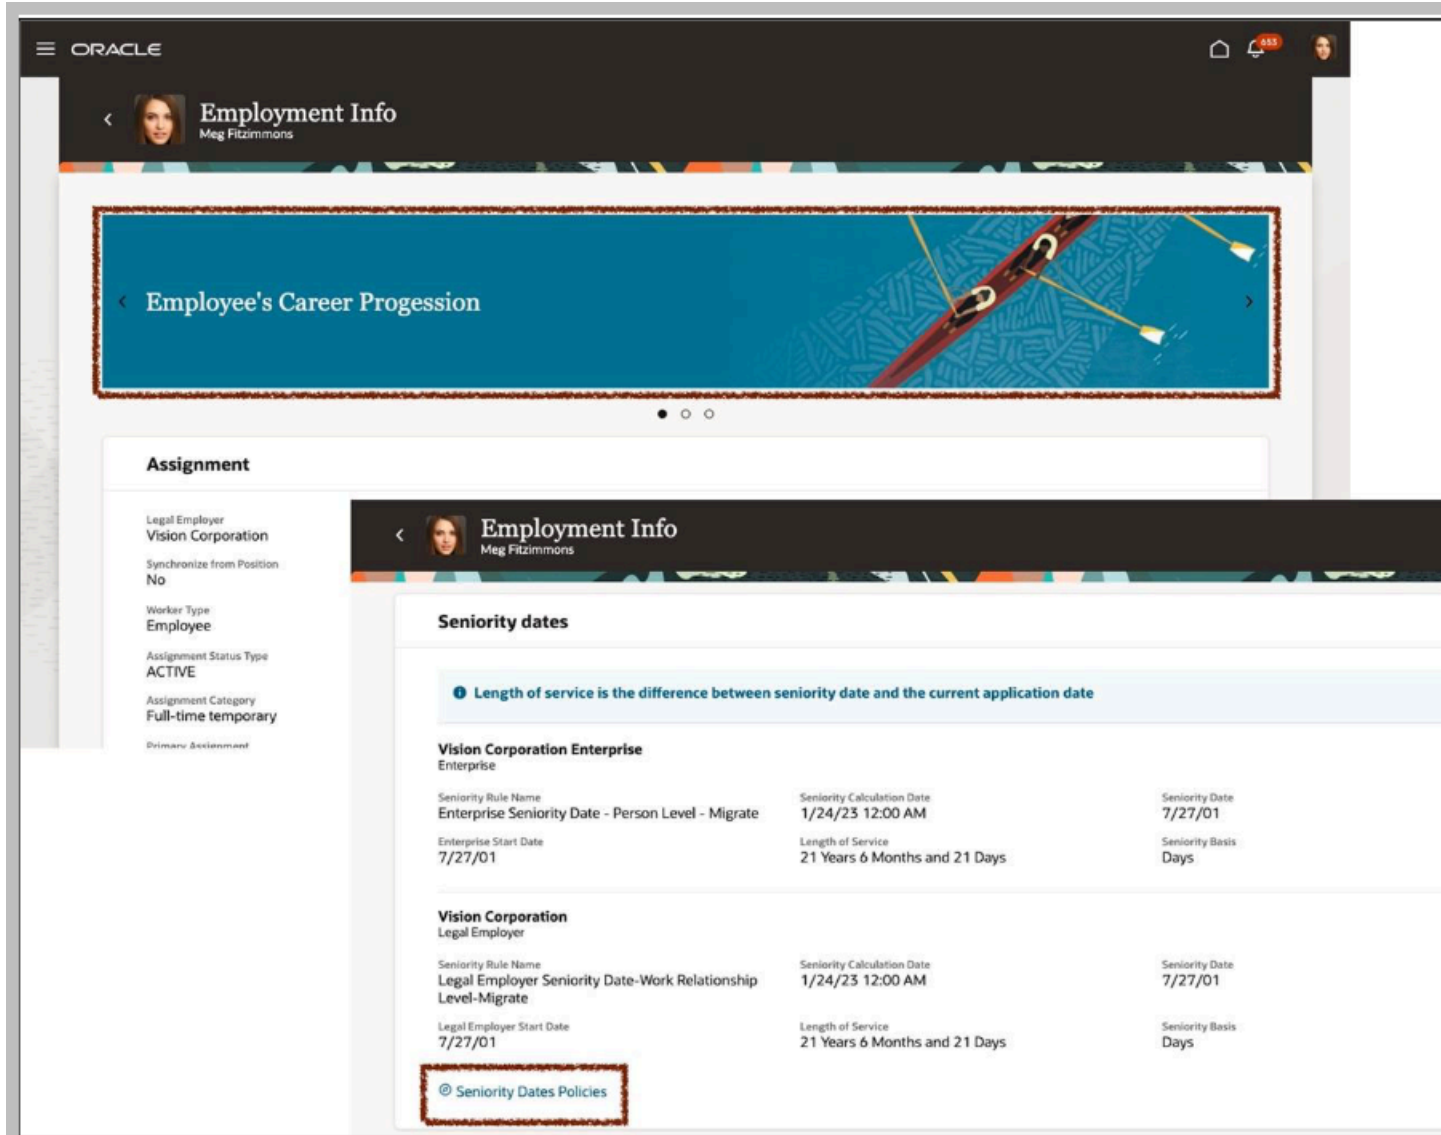 ORACLE
653
Employment Info
Meg Fitzimmons
Employee's Career Progession
Assignment
Legal Employer
Vision Corporation
Synchronize from Position
No
Worker Type
Employee
Assignment Status Type
ACTIVE
Assignment Category
Full-time temporary
Primary Assignment
Employment Info
Meg Fitzimmons
Seniority dates
Length of service is the difference between seniority date and the current application date
Vision Corporation Enterprise
Enterprise
Seniority Rule Name Seniority Calculation Date Seniority Date
Enterprise Seniority Date - Person Level - Migrate 1/24/23 12:00 AM 7/27/01
Enterprise Start Date Length of Service Seniority Basis
7/27/01 21 Years 6 Months and 21 Days Days
Vision Corporation
Legal Employer
Seniority Rule Name Seniority Calculation Date Seniority Date
Legal Employer Seniority Date-Work Relationship 1/24/23 12:00 AM 7/27/01
Level-Migrate
Legal Employer Start Date Length of Service Seniority Basis
7/27/01 21 Years 6 Months and 21 Days Days
Seniority Dates Policies